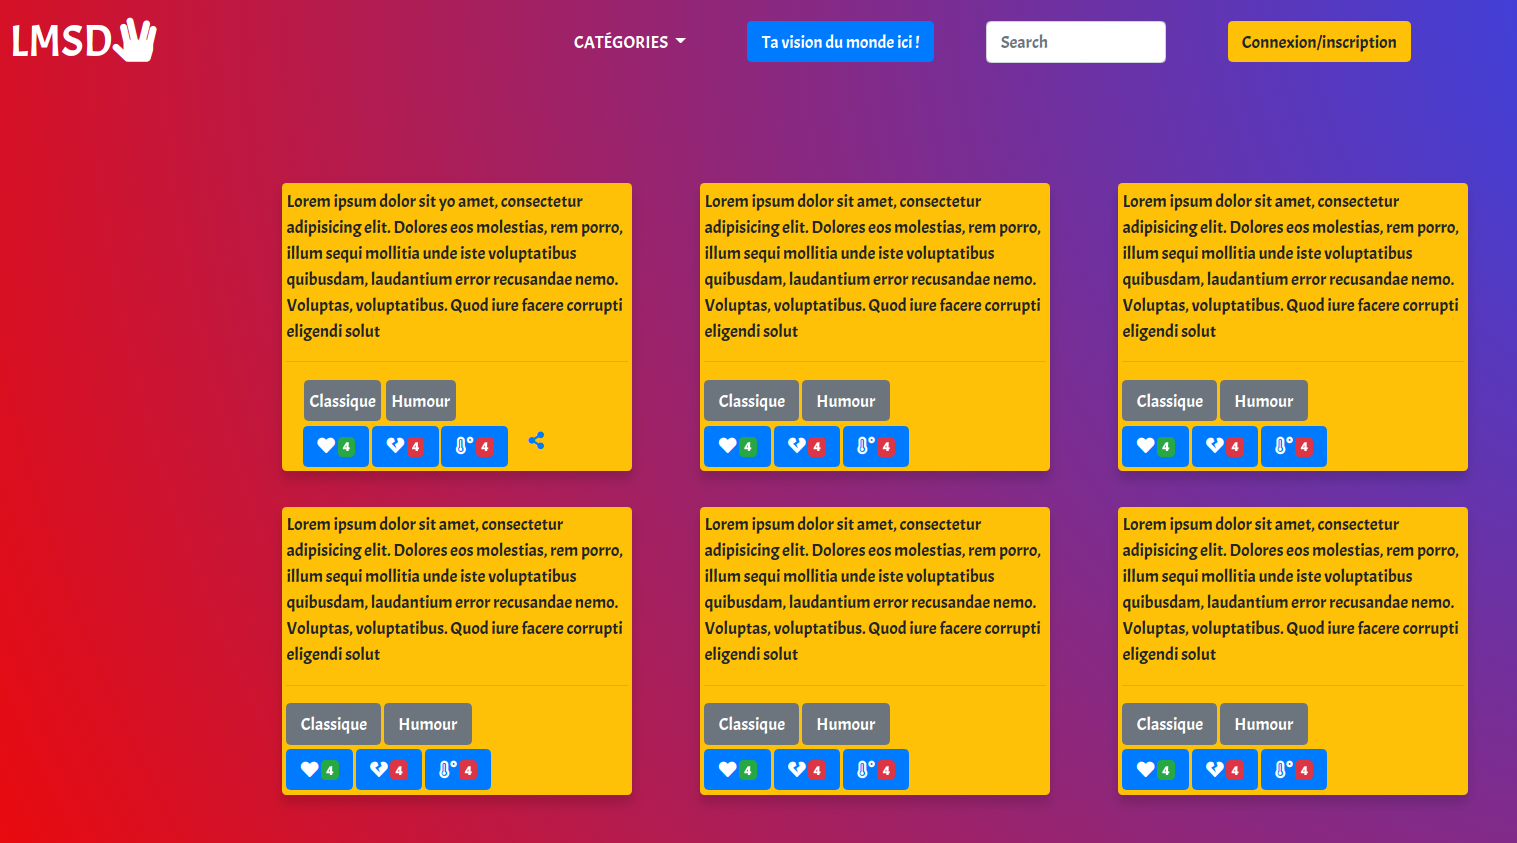 LMSD
CATÉGORIES
Ta vision du monde ici !
Search
Connexion/inscription
Lorem ipsum dolor sit yo amet, consectetur
adipisicing elit. Dolores eos molestias, rem porro,
illum sequi mollitia unde iste voluptatibus
quibusdam, laudantium error recusandae nemo.
Voluptas, voluptatibus. Quod iure facere corrupti
eligendi solut
Classique Humour
4 4 4
Lorem ipsum dolor sit amet, consectetur
adipisicing elit. Dolores eos molestias, rem porro,
illum sequi mollitia unde iste voluptatibus
quibusdam, laudantium error recusandae nemo.
Voluptas, voluptatibus. Quod iure facere corrupti
eligendi solut
Classique Humour
4 4 4
Lorem ipsum dolor sit amet, consectetur
adipisicing elit. Dolores eos molestias, rem porro,
illum sequi mollitia unde iste voluptatibus
quibusdam, laudantium error recusandae nemo.
Voluptas, voluptatibus. Quod iure facere corrupti
eligendi solut
Classique Humour
4 4 4
Lorem ipsum dolor sit amet, consectetur
adipisicing elit. Dolores eos molestias, rem porro,
illum sequi mollitia unde iste voluptatibus
quibusdam, laudantium error recusandae nemo.
Voluptas, voluptatibus. Quod iure facere corrupti
eligendi solut
Classique Humour
4 4 4
Lorem ipsum dolor sit amet, consectetur
adipisicing elit. Dolores eos molestias, rem porro,
illum sequi mollitia unde iste voluptatibus
quibusdam, laudantium error recusandae nemo.
Voluptas, voluptatibus. Quod iure facere corrupti
eligendi solut
Classique Humour
4 4 4
Lorem ipsum dolor sit amet, consectetur
adipisicing elit. Dolores eos molestias, rem porro,
illum sequi mollitia unde iste voluptatibus
quibusdam, laudantium error recusandae nemo.
Voluptas, voluptatibus. Quod iure facere corrupti
eligendi solut
Classique Humour
4 4 4